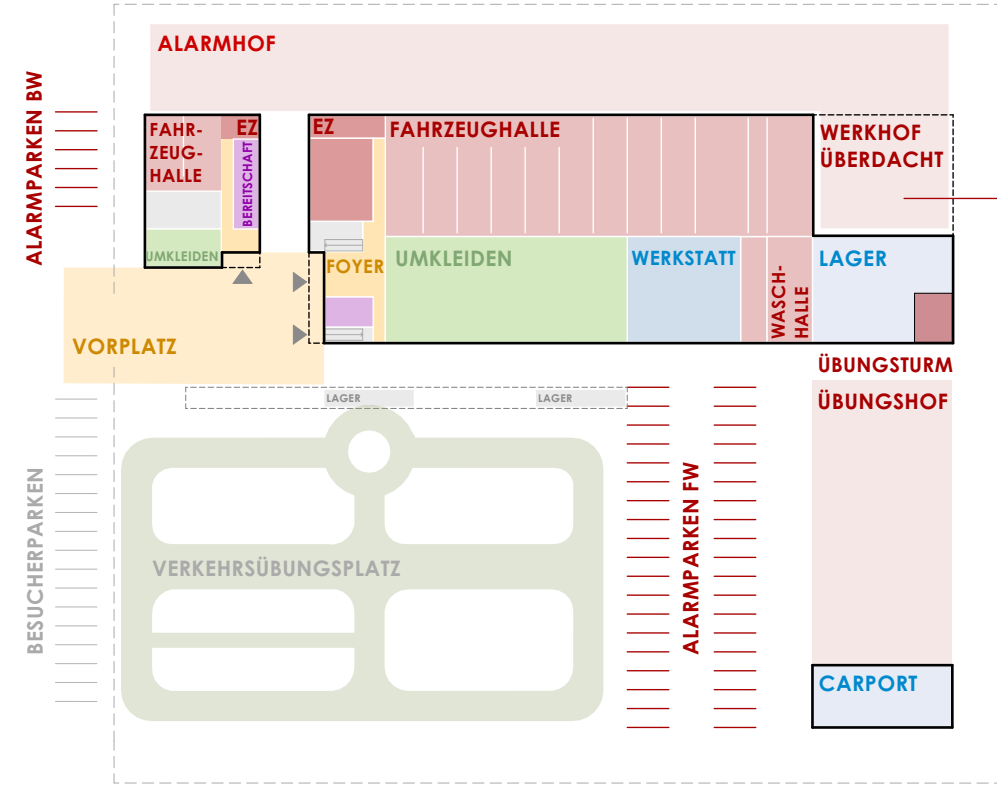 ALARMHOF
ALARMPARKEN BW
FAHR-
ZEUG-
HALLE
EZ
BEREITSCHAFT
UMKLEIDEN
EZ
FAHRZEUGHALLE
WERKHOF
ÜBERDACHT
FOYER
UMKLEIDEN
WERKSTATT
WASCH-
HALLE
LAGER
VORPLATZ
ÜBUNGSTURM
ÜBUNGSHOF
LAGER
LAGER
BESUCHERPARKEN
VERKEHRSÜBUNGSPLATZ
ALARMPARKEN FW
CARPORT